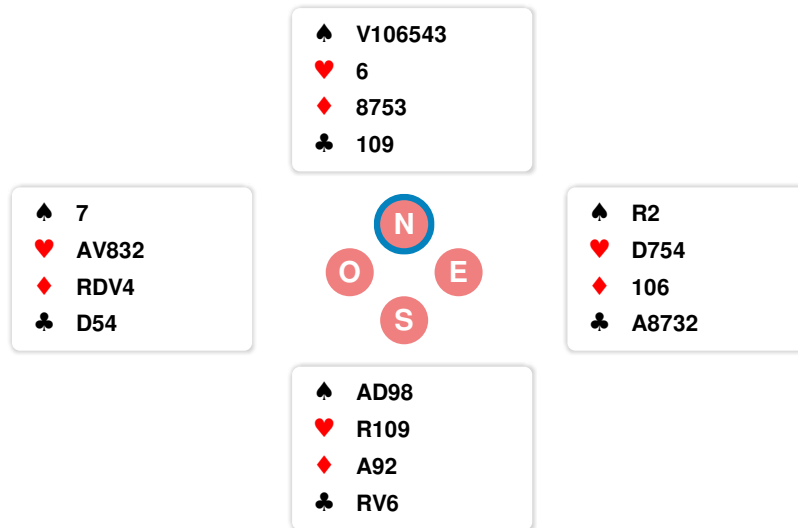 ♠ V106543
♥ 6
♦ 8753
♣ 109
♠ 7
♥ AV832
♦ RDV4
♣ D54
N
O E
S
♠ R2
♥ D754
♦ 106
♣ A8732
♠ AD98
♥ R109
♦ A92
♣ RV6